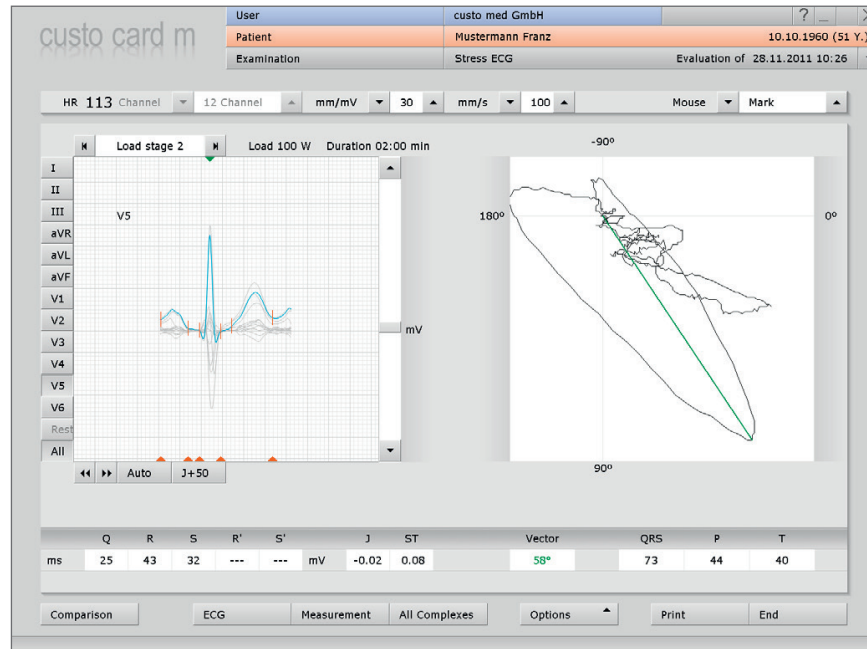 custo card m
User custo med GmbH ? _
Patient Mustermann Franz 10.10.1960 (51 Y.)
Examination Stress ECG Evaluation of 28.11.2011 10:26
HR 113 Channel 12 Channel mm/mV 30 mm/s 100 Mouse Mark
Load stage 2 Load 100 W Duration 02:00 min
-90°
I
II
III
V5
180° 0°
aVR
aVL
aVF
V1
V2
mV
V3
V4
V5
V6
Rest
All
90°
Auto J+50
Q R S R' S' J ST Vector QRS P T
ms 25 43 32 --- --- mV -0.02 0.08 58° 73 44 40
Comparison ECG Measurement All Complexes Options Print End